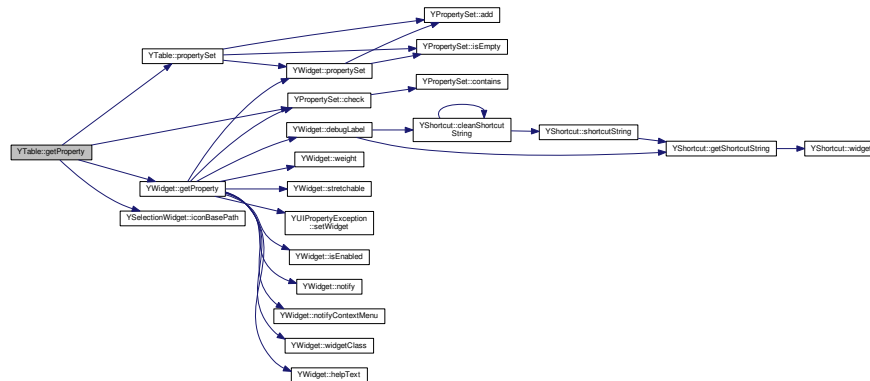 YPropertySet::add
YTable::propertySet
YPropertySet::isEmpty
YWidget::propertySet
YPropertySet::contains
YPropertySet::check
YShortcut::cleanShortcut
String
YWidget::debugLabel
YShortcut::shortcutString
YShortcut::getShortcutString
YShortcut::widget
YTable::getProperty
YWidget::weight
YWidget::getProperty
YWidget::stretchable
YSelectionWidget::iconBasePath
YUIPropertyException
::setWidget
YWidget::isEnabled
YWidget::notify
YWidget::notifyContextMenu
YWidget::widgetClass
YWidget::helpText